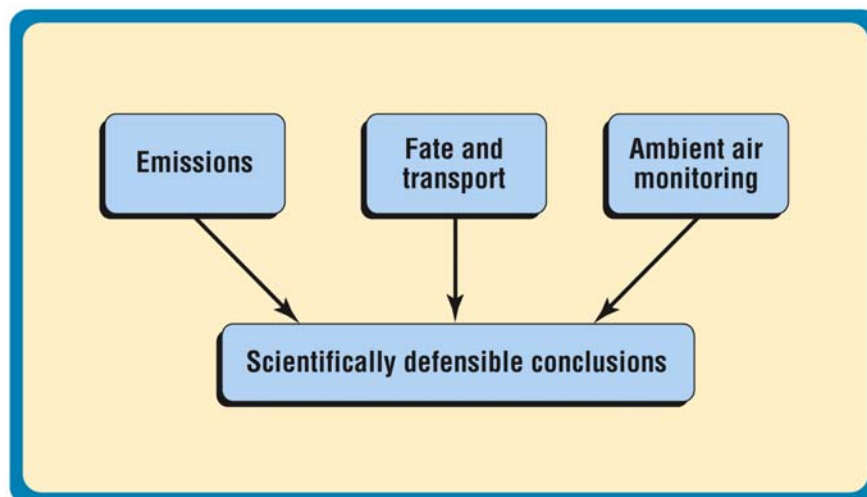 Emissions
Fate and
transport
Ambient air
monitoring
Scientifically defensible conclusions